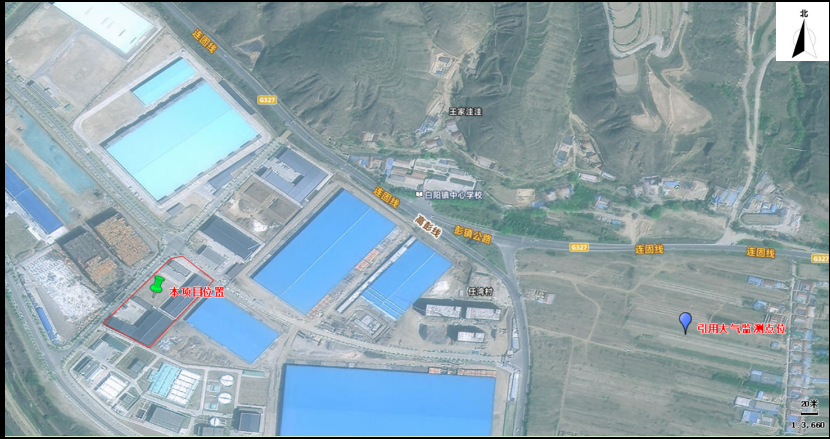 北
连固线
G327
王家洼洼
白阳镇中心学校
连固线
高彭线
彭镇公路
G327
连固线
连固线
G327
本项目位置
任湾村
引用大气监测点位
20米
1:3,660